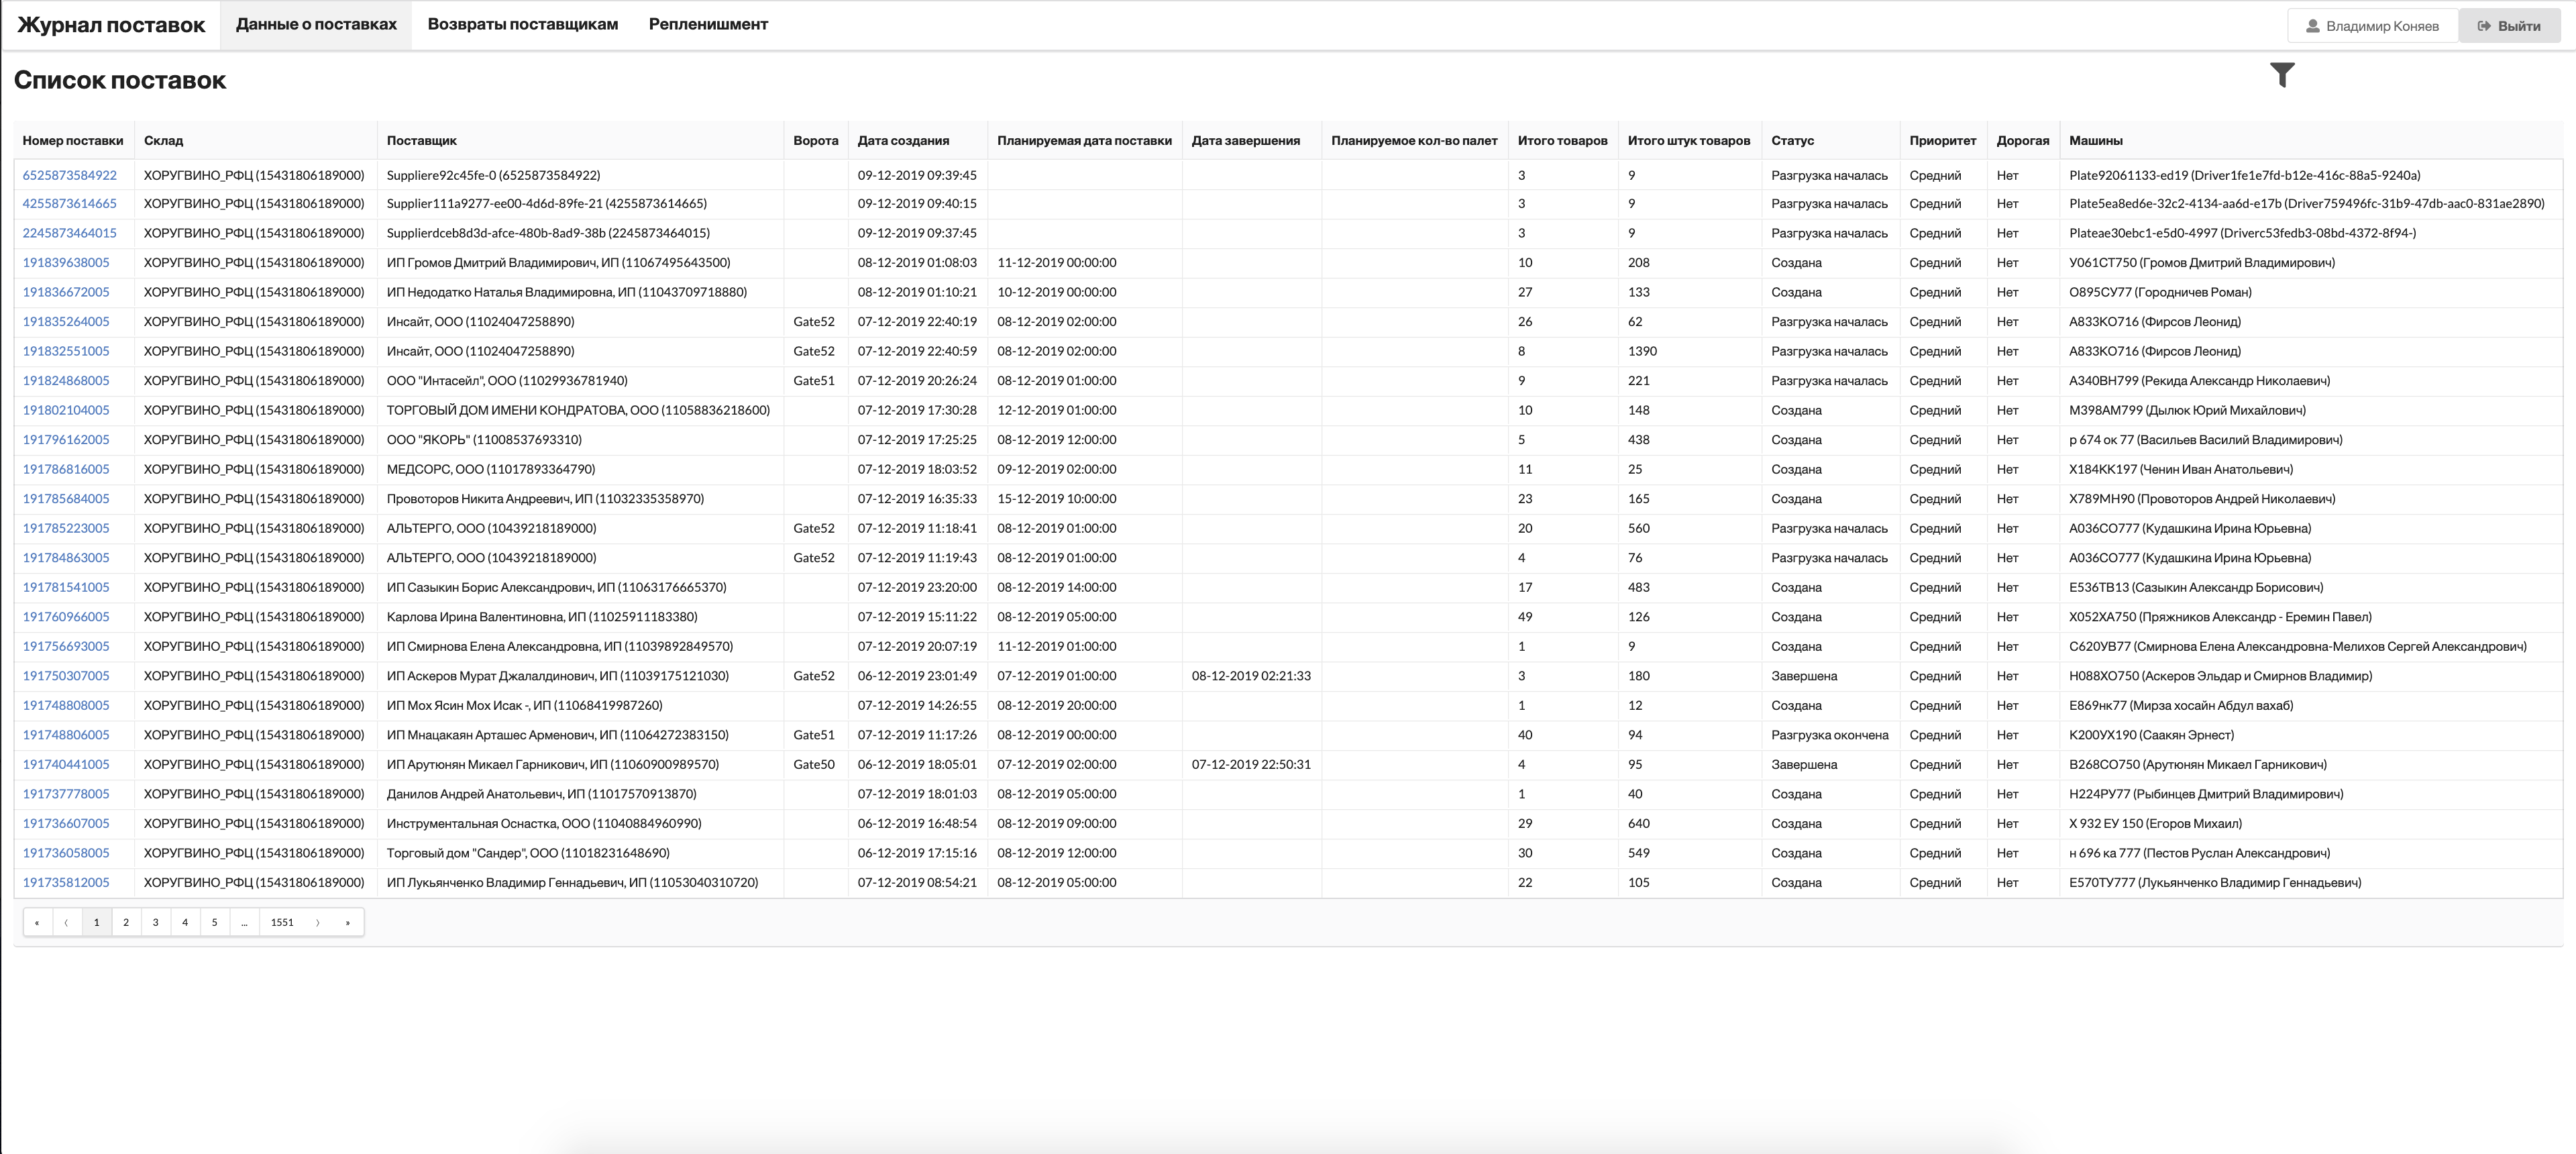 Журнал поставок Данные о поставках Возвраты поставщикам Реплeнишмент Владимир Коняев Выйти
Список поставок
Номер поставки Склад Поставщик Ворота Дата создания Планируемая дата поставки Дата завершения Планируемое кол-во палет Итого товаров Итого штук товаров Статус Приоритет Дорогая Машины
6525873584922 ХОРУГВИНО_РФЦ (15431806189000) Suppliere92c45fe-0 (6525873584922) 09-12-2019 09:39:45 3 9 Разгрузка началась Средний Нет Plate92061133-ed19 (Driver1fe1e7fd-b12e-416c-88a5-9240a)
4255873614665 ХОРУГВИНО_РФЦ (15431806189000) Supplier111a9277-ee00-4d6d-89fe-21 (4255873614665) 09-12-2019 09:40:15 3 9 Разгрузка началась Средний Нет Plate5ea8ed6e-32c2-4134-aa6d-e17b (Driver759496fc-31b9-47db-aac0-831ae2890)
2245873464015 ХОРУГВИНО_РФЦ (15431806189000) Supplierdceb8d3d-afce-480b-8ad9-38b (2245873464015) 09-12-2019 09:37:45 3 9 Разгрузка началась Средний Нет Plateae30ebc1-e5d0-4997 (Driverc53fedb3-08bd-4372-8f94-)
191839638005 ХОРУГВИНО_РФЦ (15431806189000) ИП Громов Дмитрий Владимирович, ИП (11067495643500) 08-12-2019 01:08:03 11-12-2019 00:00:00 10 208 Создана Средний Нет У061СТ750 (Громов Дмитрий Владимирович)
191836672005 ХОРУГВИНО_РФЦ (15431806189000) ИП Недодатко Наталья Владимировна, ИП (11043709718880) 08-12-2019 01:10:21 10-12-2019 00:00:00 27 133 Создана Средний Нет О895СУ77 (Городничев Роман)
191835264005 ХОРУГВИНО_РФЦ (15431806189000) Инсайт, ООО (11024047258890) Gate52 07-12-2019 22:40:19 08-12-2019 02:00:00 26 62 Разгрузка началась Средний Нет А833КО716 (Фирсов Леонид)
191832551005 ХОРУГВИНО_РФЦ (15431806189000) Инсайт, ООО (11024047258890) Gate52 07-12-2019 22:40:59 08-12-2019 02:00:00 8 1390 Разгрузка началась Средний Нет А833КО716 (Фирсов Леонид)
191824868005 ХОРУГВИНО_РФЦ (15431806189000) ООО "Интасейл", ООО (11029936781940) Gate51 07-12-2019 20:26:24 08-12-2019 01:00:00 9 221 Разгрузка началась Средний Нет А340ВН799 (Рекида Александр Николаевич)
191802104005 ХОРУГВИНО_РФЦ (15431806189000) ТОРГОВЫЙ ДОМ ИМЕНИ КОНДРАТОВА, ООО (11058836218600) 07-12-2019 17:30:28 12-12-2019 01:00:00 10 148 Создана Средний Нет М398АМ799 (Дылюк Юрий Михайлович)
191796162005 ХОРУГВИНО_РФЦ (15431806189000) ООО "ЯКОРЬ" (11008537693310) 07-12-2019 17:25:25 08-12-2019 12:00:00 5 438 Создана Средний Нет р 674 ок 77 (Васильев Василий Владимирович)
191786816005 ХОРУГВИНО_РФЦ (15431806189000) МЕДСОРС, ООО (11017893364790) 07-12-2019 18:03:52 09-12-2019 02:00:00 11 25 Создана Средний Нет Х184КК197 (Ченин Иван Анатольевич)
191785684005 ХОРУГВИНО_РФЦ (15431806189000) Провоторов Никита Андреевич, ИП (11032335358970) 07-12-2019 16:35:33 15-12-2019 10:00:00 23 165 Создана Средний Нет Х789МН90 (Провоторов Андрей Николаевич)
191785223005 ХОРУГВИНО_РФЦ (15431806189000) АЛЬТЕРГО, ООО (10439218189000) Gate52 07-12-2019 11:18:41 08-12-2019 01:00:00 20 560 Разгрузка началась Средний Нет А036СО777 (Кудашкина Ирина Юрьевна)
191784863005 ХОРУГВИНО_РФЦ (15431806189000) АЛЬТЕРГО, ООО (10439218189000) Gate52 07-12-2019 11:19:43 08-12-2019 01:00:00 4 76 Разгрузка началась Средний Нет А036СО777 (Кудашкина Ирина Юрьевна)
191781541005 ХОРУГВИНО_РФЦ (15431806189000) ИП Сазыкин Борис Александрович, ИП (11063176665370) 07-12-2019 23:20:00 08-12-2019 14:00:00 17 483 Создана Средний Нет Е536ТВ13 (Сазыкин Александр Борисович)
191760966005 ХОРУГВИНО_РФЦ (15431806189000) Карлова Ирина Валентиновна, ИП (11025911183380) 07-12-2019 15:11:22 08-12-2019 05:00:00 49 126 Создана Средний Нет Х052ХА750 (Пряжников Александр - Еремин Павел)
191756693005 ХОРУГВИНО_РФЦ (15431806189000) ИП Смирнова Елена Александровна, ИП (11039892849570) 07-12-2019 20:07:19 11-12-2019 01:00:00 1 9 Создана Средний Нет С620УВ77 (Смирнова Елена Александровна-Мелихов Сергей Александрович)
191750307005 ХОРУГВИНО_РФЦ (15431806189000) ИП Аскеров Мурат Джалалдинович, ИП (11039175121030) Gate52 06-12-2019 23:01:49 07-12-2019 01:00:00 08-12-2019 02:21:33 3 180 Завершена Средний Нет Н088ХО750 (Аскеров Эльдар и Смирнов Владимир)
191748808005 ХОРУГВИНО_РФЦ (15431806189000) ИП Мох Ясин Мох Исак -, ИП (11068419987260) 07-12-2019 14:26:55 08-12-2019 20:00:00 1 12 Создана Средний Нет Е869нк77 (Мирза хосайн Абдул вахаб)
191748806005 ХОРУГВИНО_РФЦ (15431806189000) ИП Мнацакаян Арташес Арменович, ИП (11064272383150) Gate51 07-12-2019 11:17:26 08-12-2019 00:00:00 40 94 Разгрузка окончена Средний Нет К200УХ190 (Саакян Эрнест)
191740441005 ХОРУГВИНО_РФЦ (15431806189000) ИП Арутюнян Микаел Гарникович, ИП (11060900989570) Gate50 06-12-2019 18:05:01 07-12-2019 02:00:00 07-12-2019 22:50:31 4 95 Завершена Средний Нет В268СО750 (Арутюнян Микаел Гарникович)
191737778005 ХОРУГВИНО_РФЦ (15431806189000) Данилов Андрей Анатольевич, ИП (11017570913870) 07-12-2019 18:01:03 08-12-2019 05:00:00 1 40 Создана Средний Нет Н224РУ77 (Рыбинцев Дмитрий Владимирович)
191736607005 ХОРУГВИНО_РФЦ (15431806189000) Инструментальная Оснастка, ООО (11040884960990) 06-12-2019 16:48:54 08-12-2019 09:00:00 29 640 Создана Средний Нет Х 932 ЕУ 150 (Егоров Михаил)
191736058005 ХОРУГВИНО_РФЦ (15431806189000) Торговый дом "Сандер", ООО (11018231648690) 06-12-2019 17:15:16 08-12-2019 12:00:00 30 549 Создана Средний Нет н 696 ка 777 (Пестов Руслан Александрович)
191735812005 ХОРУГВИНО_РФЦ (15431806189000) ИП Лукьянченко Владимир Геннадьевич, ИП (11053040310720) 07-12-2019 08:54:21 08-12-2019 05:00:00 22 105 Создана Средний Нет Е570ТУ777 (Лукьянченко Владимир Геннадьевич)
« ‹ 1 2 3 4 5 ... 1551 › »